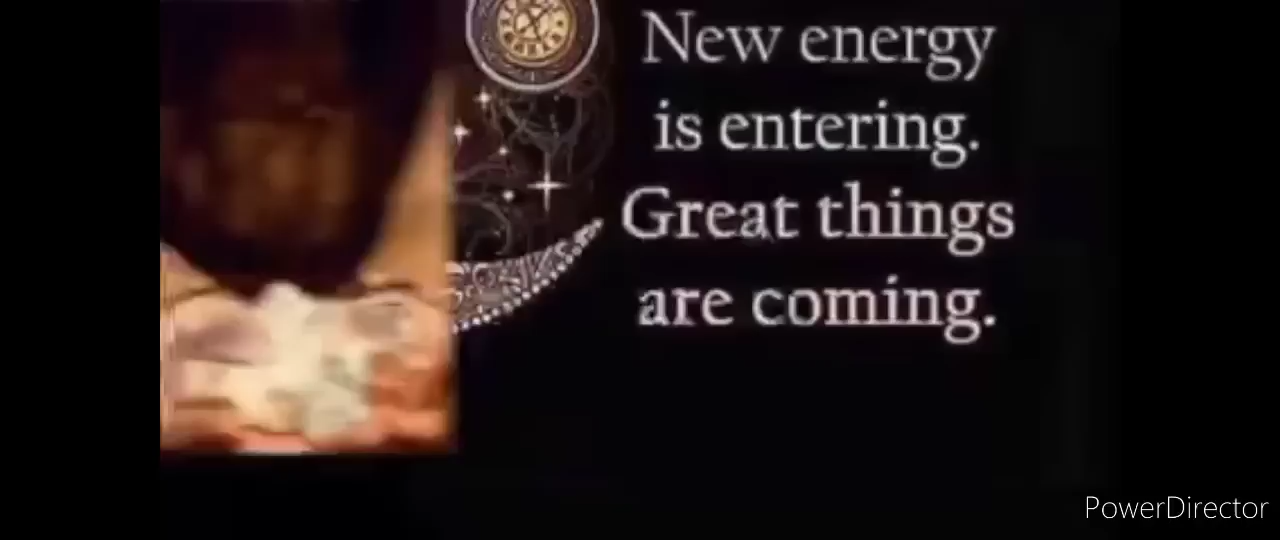 New energy
is entering.
Great things
are coming.
PowerDirector